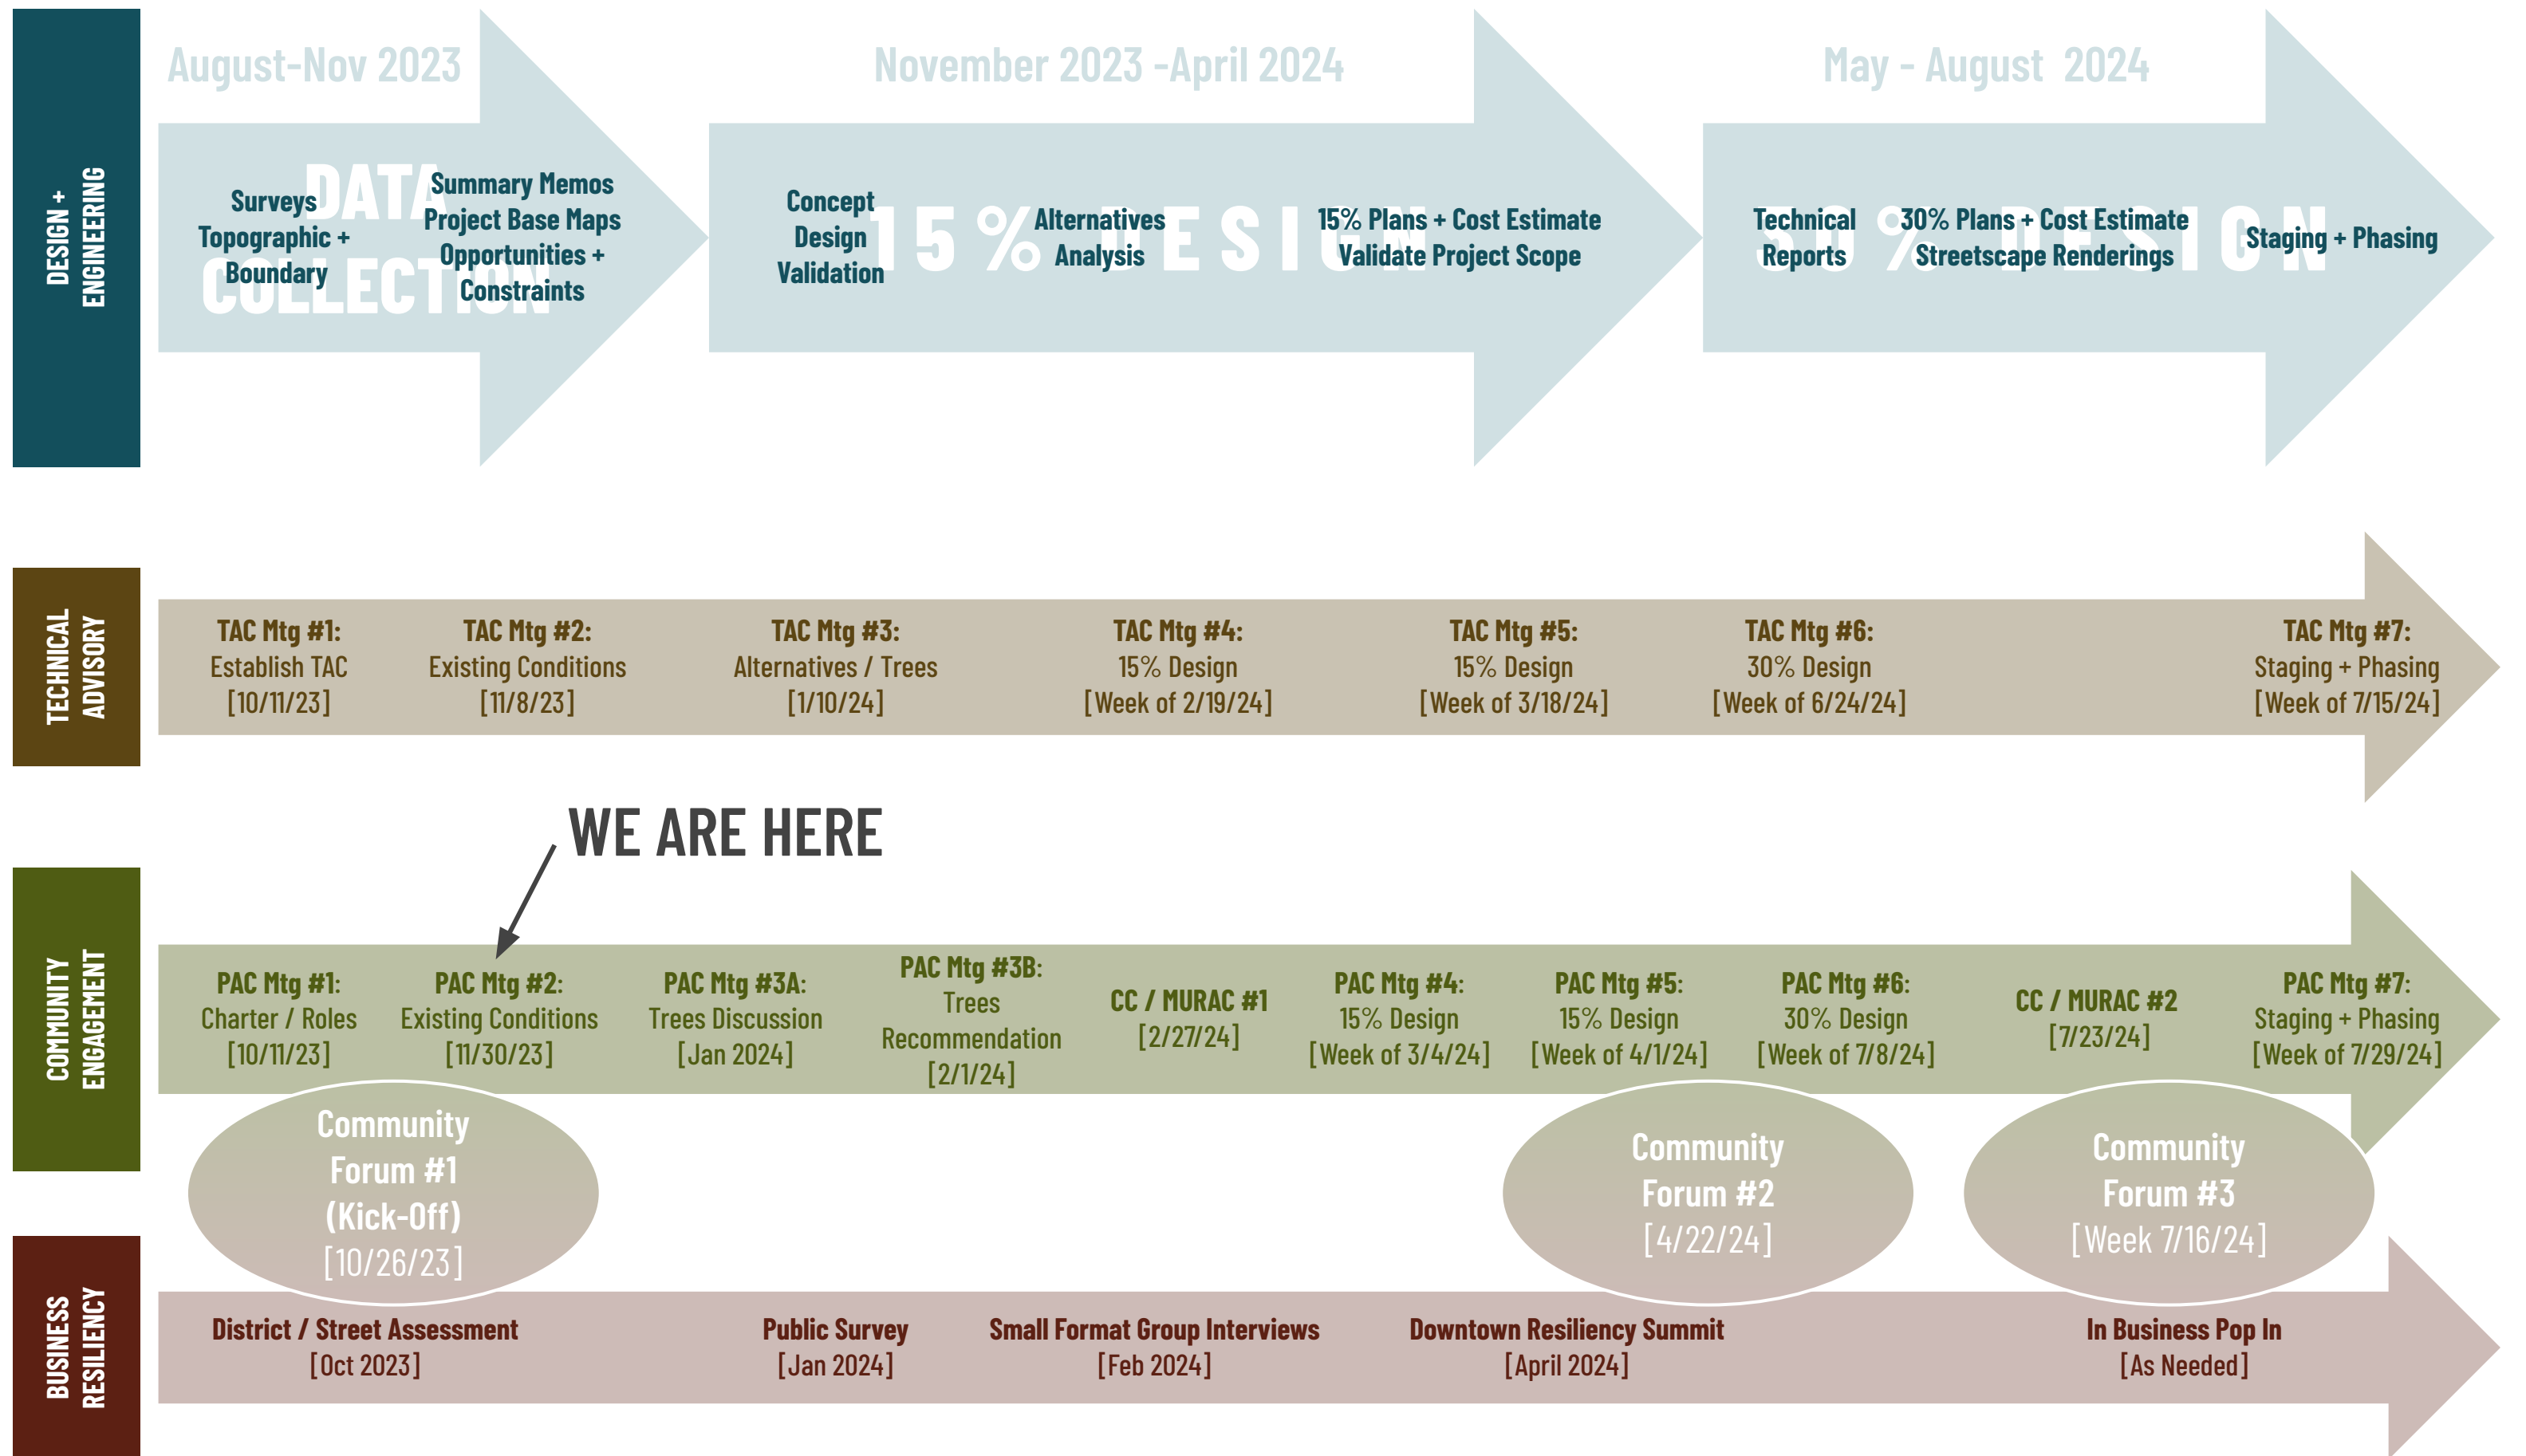 DESIGN +
ENGINEERING
August-Nov 2023
DATA
COLLECTION
Surveys
Topographic +
Boundary
Summary Memos
Project Base Maps
Opportunities +
Constraints
November 2023 -April 2024
15% DESIGN
Concept
Design
Validation
Alternatives
Analysis
15% Plans + Cost Estimate
Validate Project Scope
May - August 2024
30% DESIGN
Technical
Reports
30% Plans + Cost Estimate
Streetscape Renderings
Staging + Phasing
TECHNICAL
ADVISORY
TAC Mtg #1:
Establish TAC
[10/11/23]
TAC Mtg #2:
Existing Conditions
[11/8/23]
TAC Mtg #3:
Alternatives / Trees
[1/10/24]
TAC Mtg #4:
15% Design
[Week of 2/19/24]
TAC Mtg #5:
15% Design
[Week of 3/18/24]
TAC Mtg #6:
30% Design
[Week of 6/24/24]
TAC Mtg #7:
Staging + Phasing
[Week of 7/15/24]
WE ARE HERE
COMMUNITY
ENGAGEMENT
PAC Mtg #1:
Charter / Roles
[10/11/23]
PAC Mtg #2:
Existing Conditions
[11/30/23]
PAC Mtg #3A:
Trees Discussion
[Jan 2024]
PAC Mtg #3B:
Trees
Recommendation
[2/1/24]
CC / MURAC #1
[2/27/24]
PAC Mtg #4:
15% Design
[Week of 3/4/24]
PAC Mtg #5:
15% Design
[Week of 4/1/24]
PAC Mtg #6:
30% Design
[Week of 7/8/24]
CC / MURAC #2
[7/23/24]
PAC Mtg #7:
Staging + Phasing
[Week of 7/29/24]
Community
Forum #1
(Kick-Off)
[10/26/23]
Community
Forum #2
[4/22/24]
Community
Forum #3
[Week 7/16/24]
BUSINESS
RESILIENCY
District / Street Assessment
[Oct 2023]
Public Survey
[Jan 2024]
Small Format Group Interviews
[Feb 2024]
Downtown Resiliency Summit
[April 2024]
In Business Pop In
[As Needed]